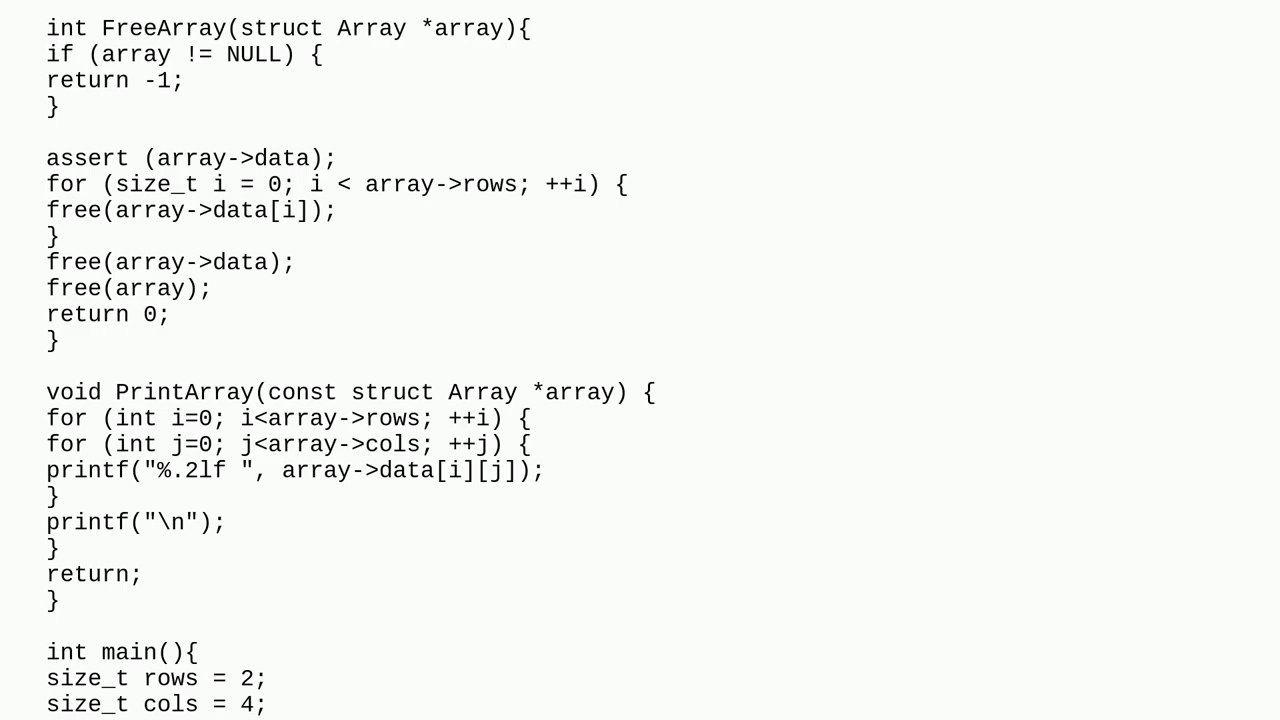 int FreeArray(struct Array *array){
if (array != NULL) {
return -1;
}

assert (array->data);
for (size_t i = 0; i < array->rows; ++i) {
free(array->data[i]);
}
free(array->data);
free(array);
return 0;
}

void PrintArray(const struct Array *array) {
for (int i=0; i<array->rows; ++i) {
for (int j=0; j<array->cols; ++j) {
printf("%.2lf ", array->data[i][j]);
}
printf("\n");
}
return;
}

int main(){
size_t rows = 2;
size_t cols = 4;